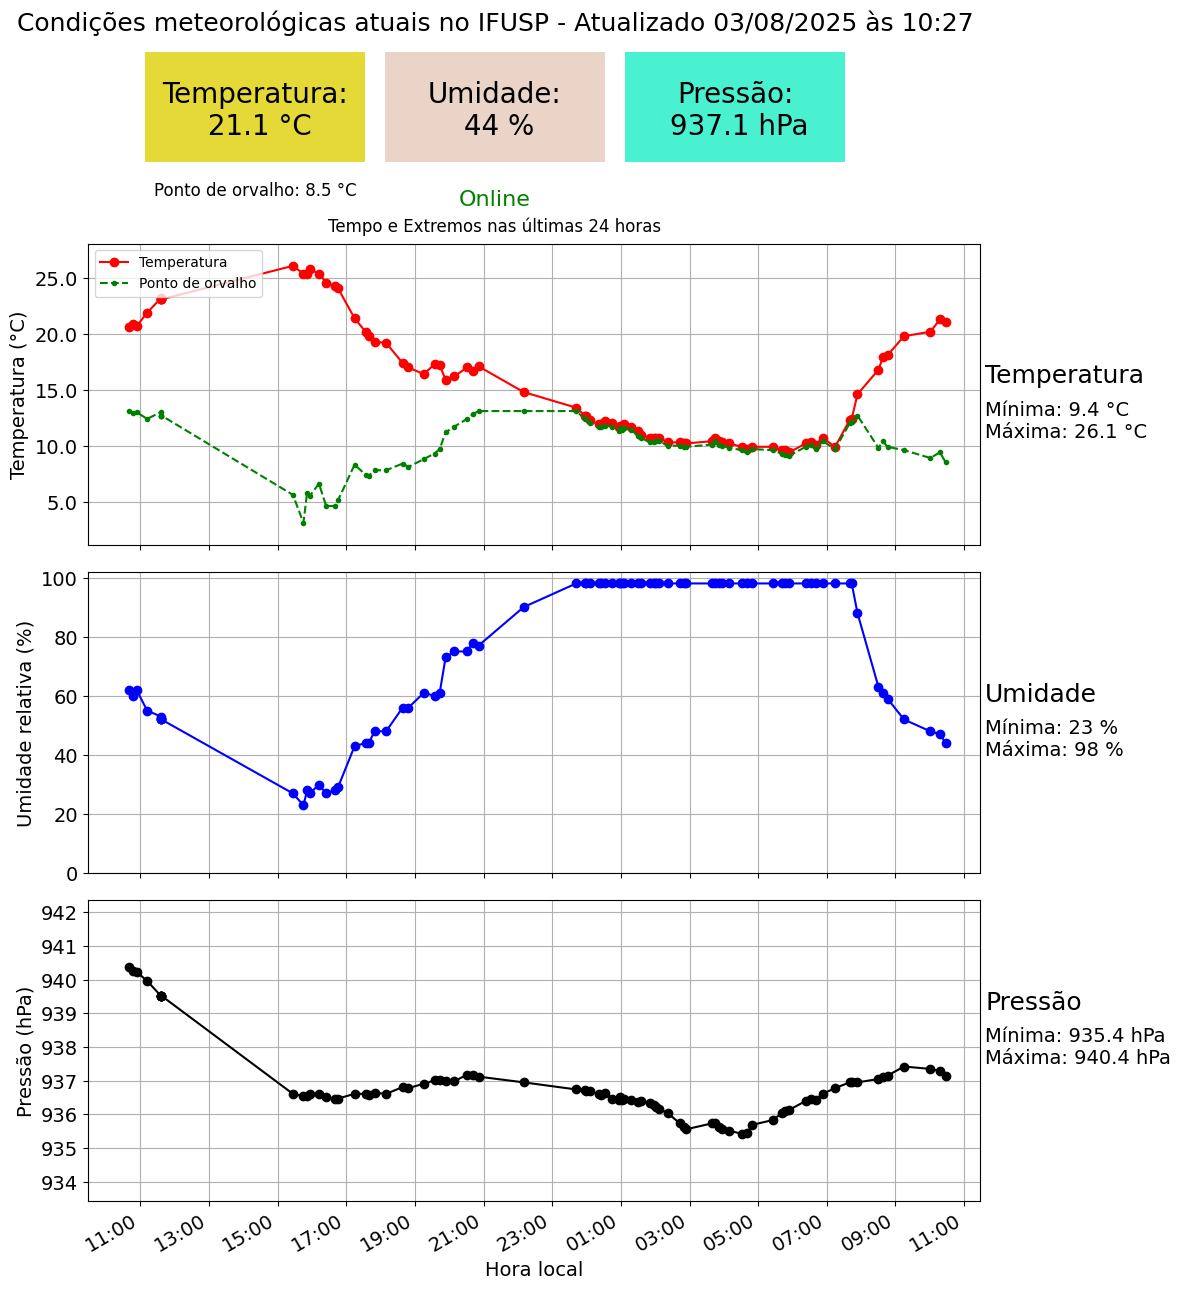 Condições meteorológicas atuais no IFUSP - Atualizado 03/08/2025 às 10:27
Temperatura:
21.1 °C
Umidade:
44 %
Pressão:
937.1 hPa
Ponto de orvalho: 8.5 °C
Online
Tempo e Extremos nas últimas 24 horas
Temperatura
Ponto de orvalho
Temperatura (°C)
25.0
20.0
15.0
10.0
5.0
Temperatura
Mínima: 9.4 °C
Máxima: 26.1 °C
Umidade relativa (%)
100
80
60
40
20
0
Umidade
Mínima: 23 %
Máxima: 98 %
Pressão (hPa)
942
941
940
939
938
937
936
935
934
Pressão
Mínima: 935.4 hPa
Máxima: 940.4 hPa
11:00 13:00 15:00 17:00 19:00 21:00 23:00 01:00 03:00 05:00 07:00 09:00 11:00
Hora local